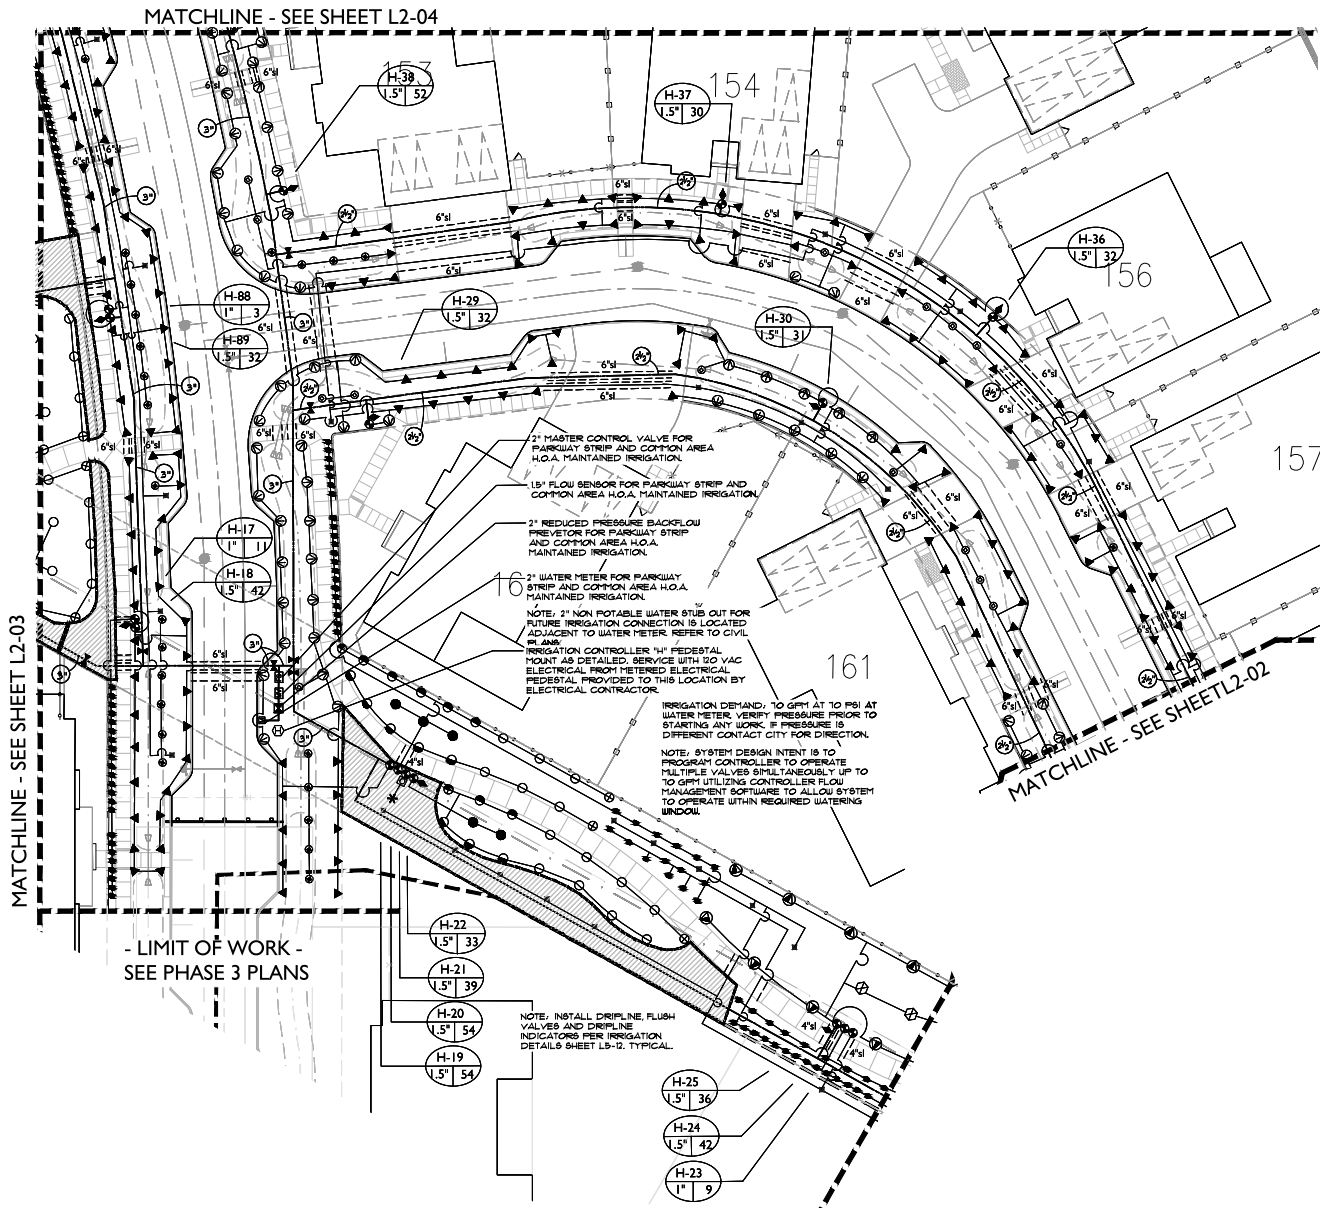 MATCHLINE - SEE SHEET L2-04
H-38
1.5" 52
153
H-37
1.5" 30
154
H-36
1.5" 32
156
H-88
1" 3
H-89
1.5" 32
H-29
1.5" 32
H-30
1.5" 31
157
2" MASTER CONTROL VALVE FOR
PARKWAY STRIP AND COMMON AREA
H.O.A. MAINTAINED IRRIGATION.
1.5" FLOW SENSOR FOR PARKWAY STRIP AND
COMMON AREA H.O.A. MAINTAINED IRRIGATION.
2" REDUCED PRESSURE BACKFLOW
PREVETOR FOR PARKWAY STRIP
AND COMMON AREA H.O.A.
MAINTAINED IRRIGATION.
H-17
1" 11
H-18
1.5" 42
16
2" WATER METER FOR PARKWAY
STRIP AND COMMON AREA H.O.A.
MAINTAINED IRRIGATION.
NOTE: 2" NON POTABLE WATER STUB OUT FOR
FUTURE IRRIGATION CONNECTION IS LOCATED
ADJACENT TO WATER METER. REFER TO CIVIL
PLANS
IRRIGATION CONTROLLER "H" PEDESTAL
MOUNT AS DETAILED. SERVICE WITH 120 VAC
ELECTRICAL FROM METERED ELECTRICAL
PEDESTAL PROVIDED TO THIS LOCATION BY
ELECTRICAL CONTRACTOR.
161
IRRIGATION DEMAND: 70 GPM AT 70 PSI AT
WATER METER. VERIFY PRESSURE PRIOR TO
STARTING ANY WORK. IF PRESSURE IS
DIFFERENT CONTACT CITY FOR DIRECTION.
NOTE: SYSTEM DESIGN INTENT IS TO
PROGRAM CONTROLLER TO OPERATE
MULTIPLE VALVES SIMULTANEOUSLY UP TO
70 GPM UTILIZING CONTROLLER FLOW
MANAGEMENT SOFTWARE TO ALLOW SYSTEM
TO OPERATE WITHIN REQUIRED WATERING
WINDOW.
MATCHLINE - SEE SHEETL2-02
MATCHLINE - SEE SHEET L2-03
- LIMIT OF WORK -
SEE PHASE 3 PLANS
H-22
1.5" 33
H-21
1.5" 39
H-20
1.5" 54
H-19
1.5" 54
NOTE: INSTALL DRIPLINE, FLUSH
VALVES AND DRIPLINE
INDICATORS PER IRRIGATION
DETAILS SHEET L5-12. TYPICAL.
H-25
1.5" 36
H-24
1.5" 42
H-23
1" 9